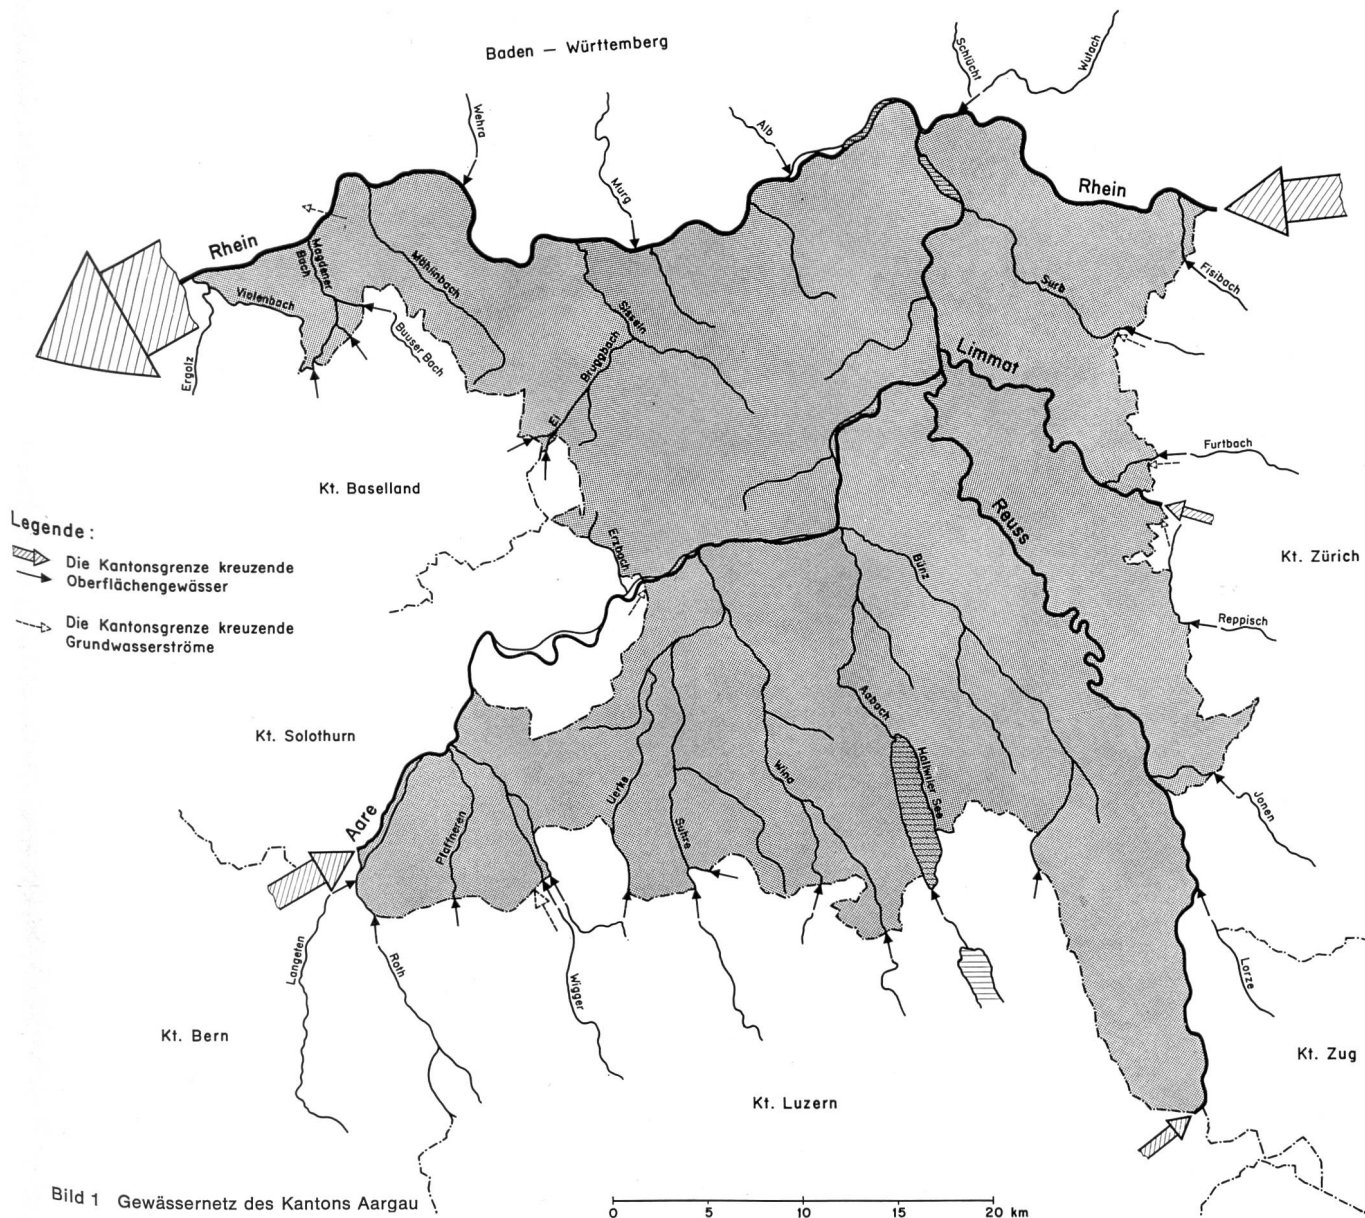 Baden — Württemberg
Schlücht
Wutach
Wehra
Murg
Alb
Rhein
Rhein
Fisibach
Violenbach
Magdener
Bach
Möhlinbach
Buuser Bach
Ergolz
Sissein
Bruggbach
Ei
Surb
Limmat
Furtbach
Kt. Baselland
Reuss
Kt. Zürich
Legende :
Die Kantonsgrenze kreuzende
Oberflächengewässer
Die Kantonsgrenze kreuzende
Grundwasserströme
Erzbach
Bünz
Reppisch
Kt. Solothurn
Aabach
Hallwiler See
Wina
Uerke
Suhre
Pfaffneren
Aare
Jonen
Langeten
Roth
Wigger
Lorze
Kt. Bern
Kt. Luzern
Kt. Zug
Bild 1 Gewässernetz des Kantons Aargau
0 5 10 15 20 km